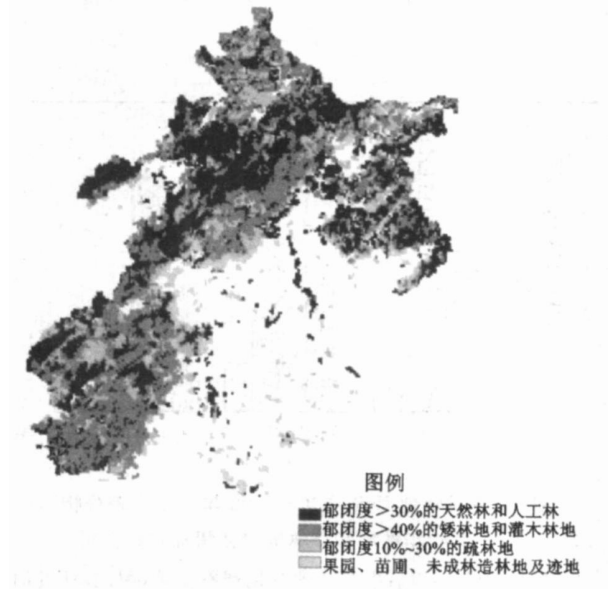 图例
郁闭度>30%的天然林和人工林
郁闭度>40%的矮林地和灌木林地
郁闭度10%~30%的疏林地
果园、苗圃、未成林造林地及迹地